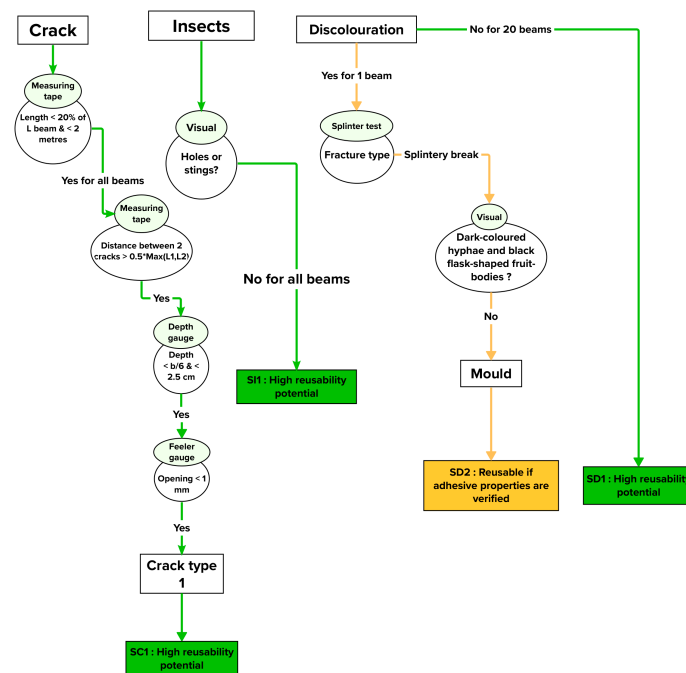 Crack
Measuring
tape
Length < 20% of
L beam & < 2
metres
Yes for all beams
Measuring
tape
Distance between 2
cracks > 0.5*Max(L1,L2)
Yes
Depth
gauge
Depth
< b/6 & <
2.5 cm
Yes
Feeler
gauge
Opening < 1
mm
Yes
Crack type
1
SC1 : High reusability
potential
Insects
Visual
Holes or
stings?
No for all beams
SI1 : High reusability
potential
Discolouration
No for 20 beams
Yes for 1 beam
Splinter test
Fracture type
Splintery break
Visual
Dark-coloured
hyphae and black
flask-shaped fruit-
bodies ?
No
Mould
SD2 : Reusable if
adhesive properties are
verified
SD1 : High reusability
potential